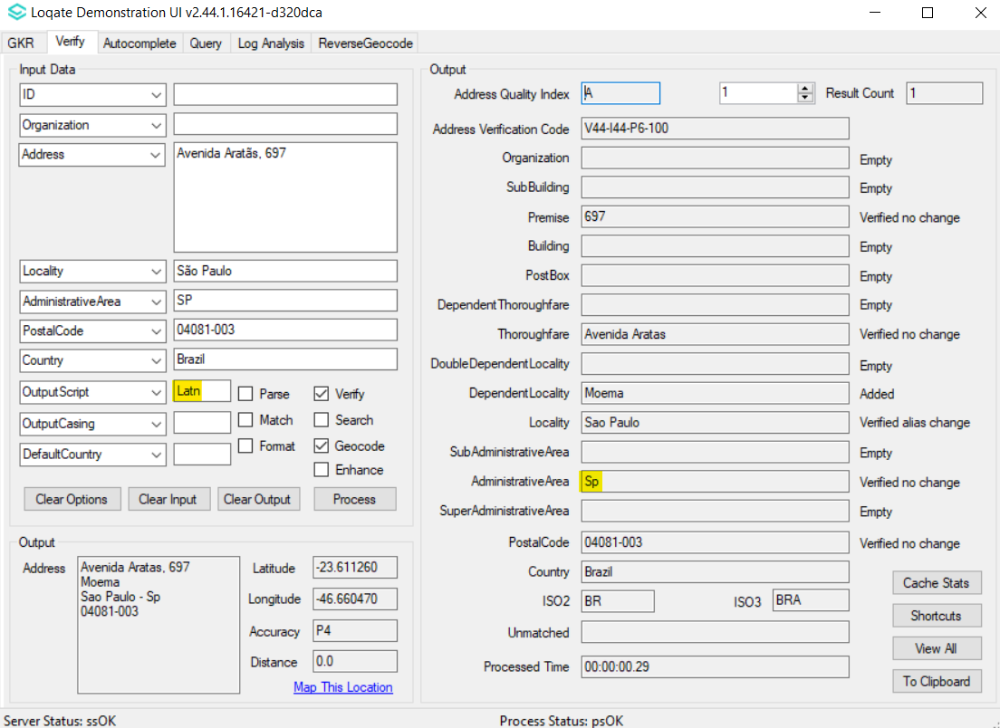 Loqate Demonstration UI v2.44.1.16421-d320dca
GKR Verify Autocomplete Query Log Analysis ReverseGeocode
Input Data
ID
Organization
Address Avenida Aratãs, 697
Locality São Paulo
AdministrativeArea SP
PostalCode 04081-003
Country Brazil
OutputScript Latn Parse Verify
OutputCasing Match Search
DefaultCountry Format Geocode
Enhance
Clear Options Clear Input Clear Output Process
Output
Address Avenida Aratas, 697
Moema
Sao Paulo - Sp
04081-003
Latitude -23.611260
Longitude -46.660470
Accuracy P4
Distance 0.0
Map This Location
Output
Address Quality Index A 1 Result Count 1
Address Verification Code V44-I44-P6-100
Organization Empty
SubBuilding Empty
Premise 697 Verified no change
Building Empty
PostBox Empty
DependentThoroughfare Empty
Thoroughfare Avenida Aratas Verified no change
DoubleDependentLocality Empty
DependentLocality Moema Added
Locality Sao Paulo Verified alias change
SubAdministrativeArea Empty
AdministrativeArea Sp Verified no change
SuperAdministrativeArea Empty
PostalCode 04081-003 Verified no change
Country Brazil
ISO2 BR ISO3 BRA
Unmatched
Processed Time 00:00:00.29
Cache Stats
Shortcuts
View All
To Clipboard
Server Status: ssOK Process Status: psOK